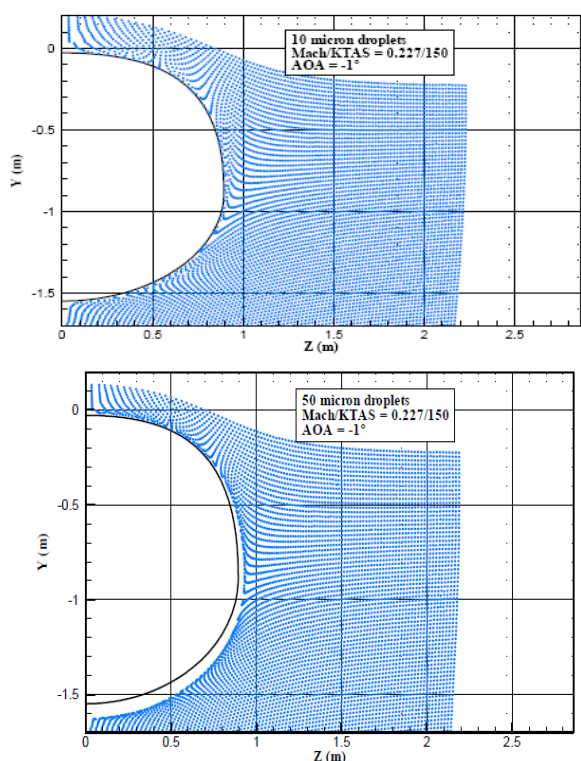 10 micron droplets
Mach/KTAS = 0.227/150
AOA = -1°
0
-0.5
-1
-1.5
Y (m)
0 0.5 1 1.5 2 2.5
Z (m)
50 micron droplets
Mach/KTAS = 0.227/150
AOA = -1°
0
-0.5
-1
-1.5
Y (m)
0 0.5 1 1.5 2 2.5
Z (m)